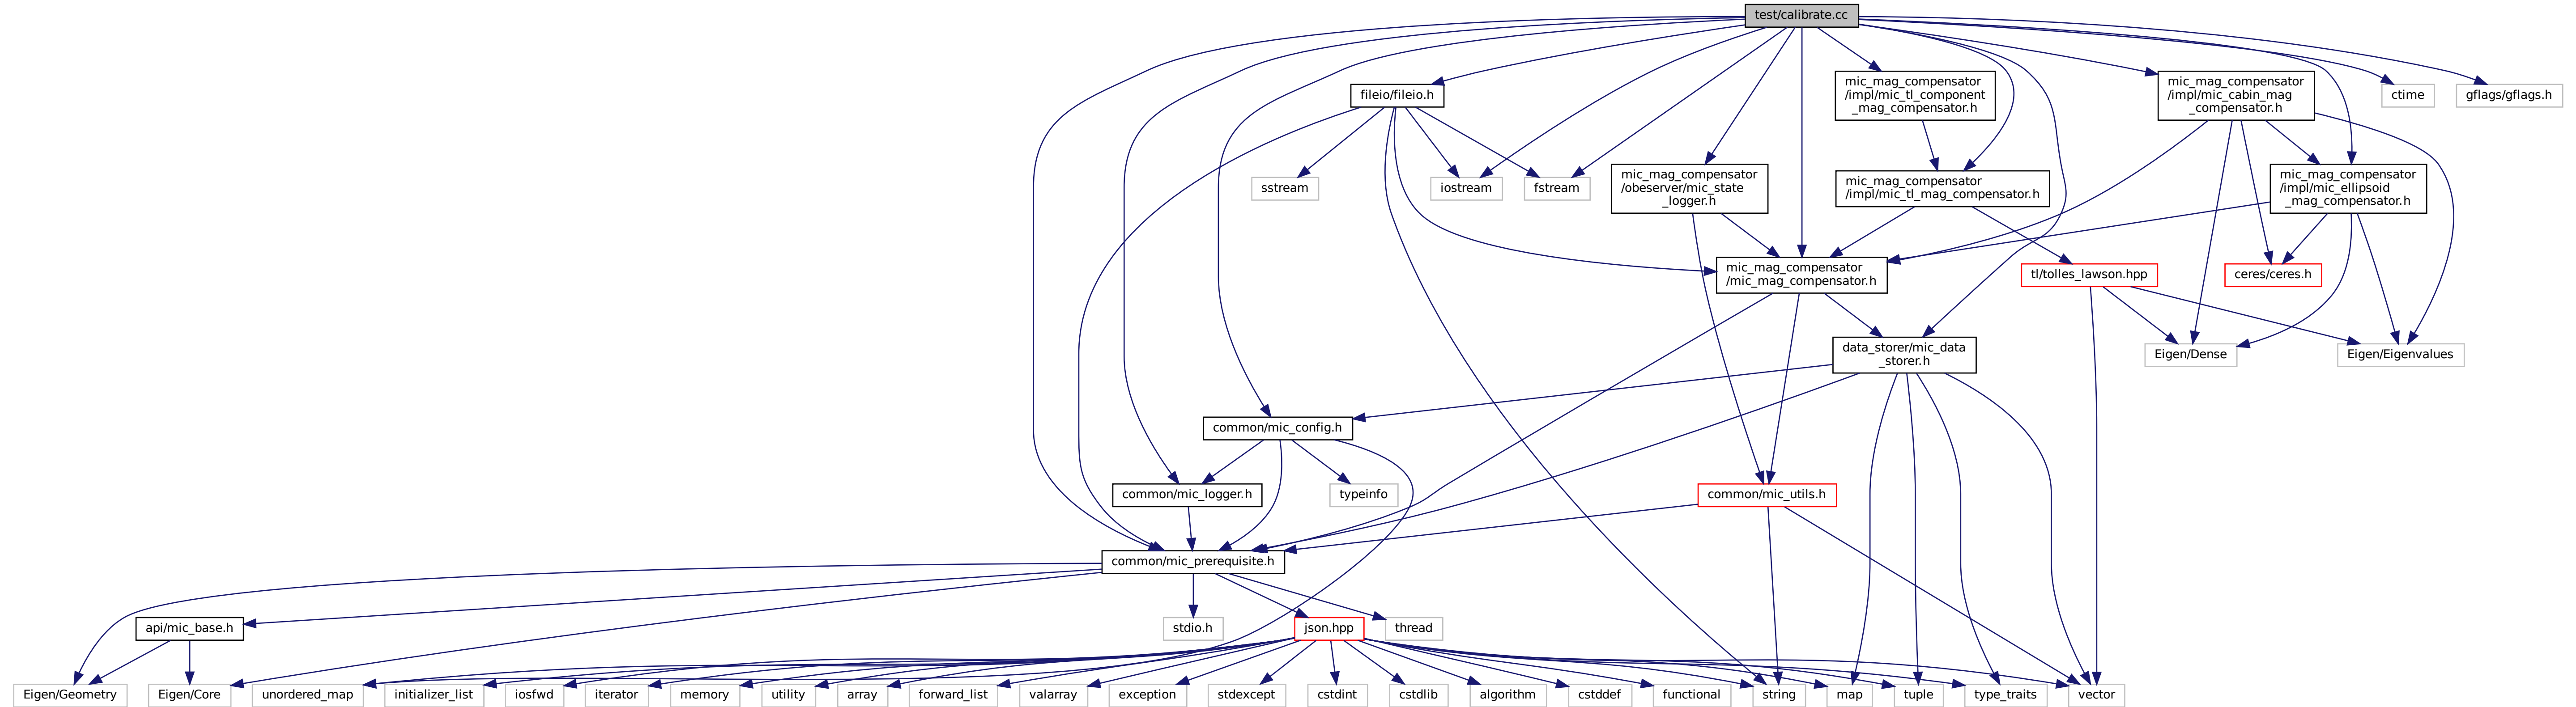 test/calibrate.cc
fileio/fileio.h
mic_mag_compensator
/impl/mic_tl_component
_mag_compensator.h
mic_mag_compensator
/impl/mic_cabin_mag
_compensator.h
ctime
gflags/gflags.h
sstream
iostream
fstream
mic_mag_compensator
/obeserver/mic_state
_logger.h
mic_mag_compensator
/impl/mic_tl_mag_compensator.h
mic_mag_compensator
/impl/mic_ellipsoid
_mag_compensator.h
mic_mag_compensator
/mic_mag_compensator.h
tl/tolles_lawson.hpp
ceres/ceres.h
data_storer/mic_data
_storer.h
Eigen/Dense
Eigen/Eigenvalues
common/mic_config.h
common/mic_logger.h
typeinfo
common/mic_utils.h
common/mic_prerequisite.h
api/mic_base.h
stdio.h
json.hpp
thread
Eigen/Geometry
Eigen/Core
unordered_map
initializer_list
iosfwd
iterator
memory
utility
array
forward_list
valarray
exception
stdexcept
cstdint
cstdlib
algorithm
cstddef
functional
string
map
tuple
type_traits
vector